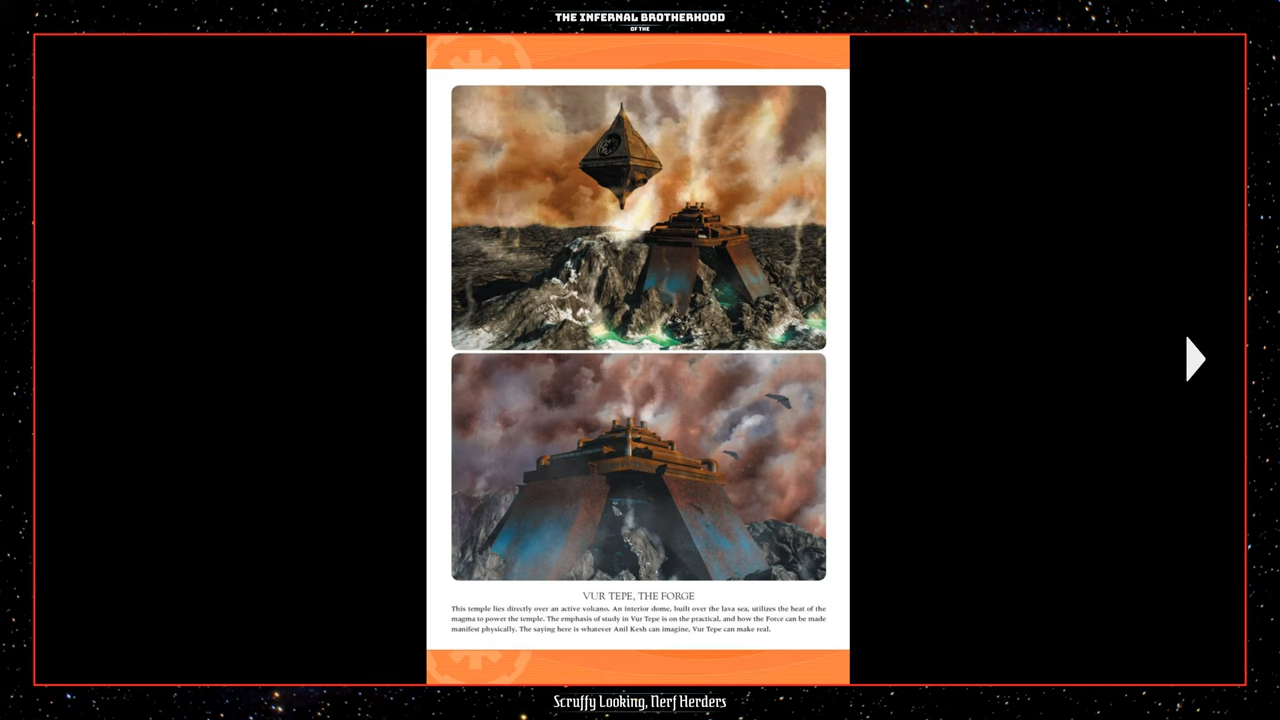 THE INFERNAL BROTHERHOOD
OF THE
VUR TEPE, THE FORGE
This temple lies directly over an active volcano. An interior dome, built over the lava sea, utilizes the heat of the
magma to power the temple. The emphasis of study in Vur Tepe is on the practical, and how the Force can be made
manifest physically. The saying here is whatever Anil Kesh can imagine, Vur Tepe can make real.
Scruffy Looking, Nerf Herders